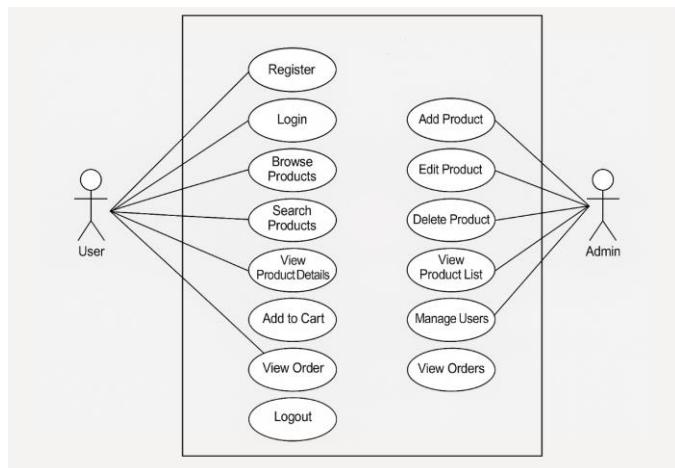 Register
Login
Browse
Products
Search
Products
View
Product Details
Add to Cart
View Order
Logout
Add Product
Edit Product
Delete Product
View
Product List
Manage Users
View Orders
User
Admin